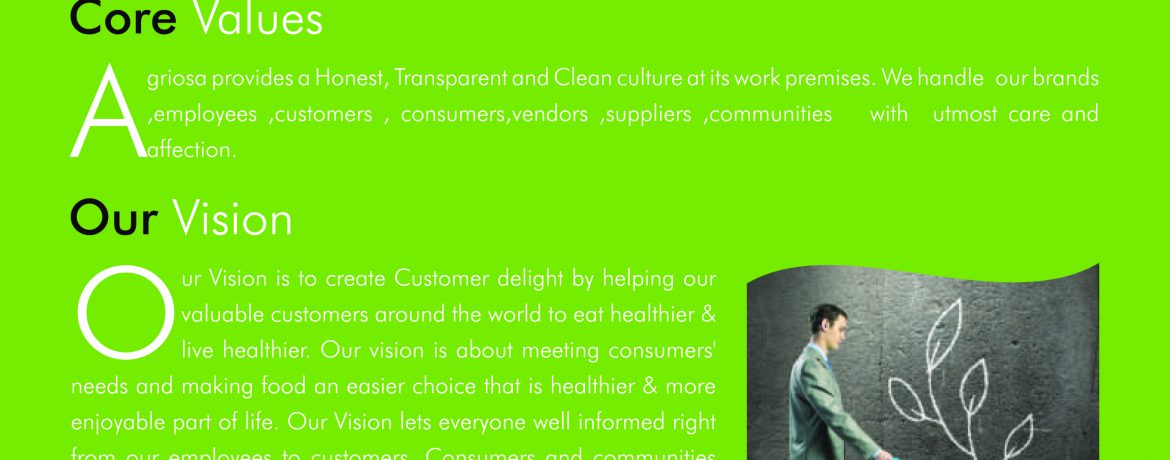 Core Values
Agriosa provides a Honest, Transparent and Clean culture at its work premises. We handle our brands
,employees ,customers , consumers,vendors ,suppliers ,communities with utmost care and
affection.
Our Vision
Our Vision is to create Customer delight by helping our
valuable customers around the world to eat healthier &
live healthier. Our vision is about meeting consumers'
needs and making food an easier choice that is healthier & more
enjoyable part of life. Our Vision lets everyone well informed right
from our employees to customers. Consumers and communities